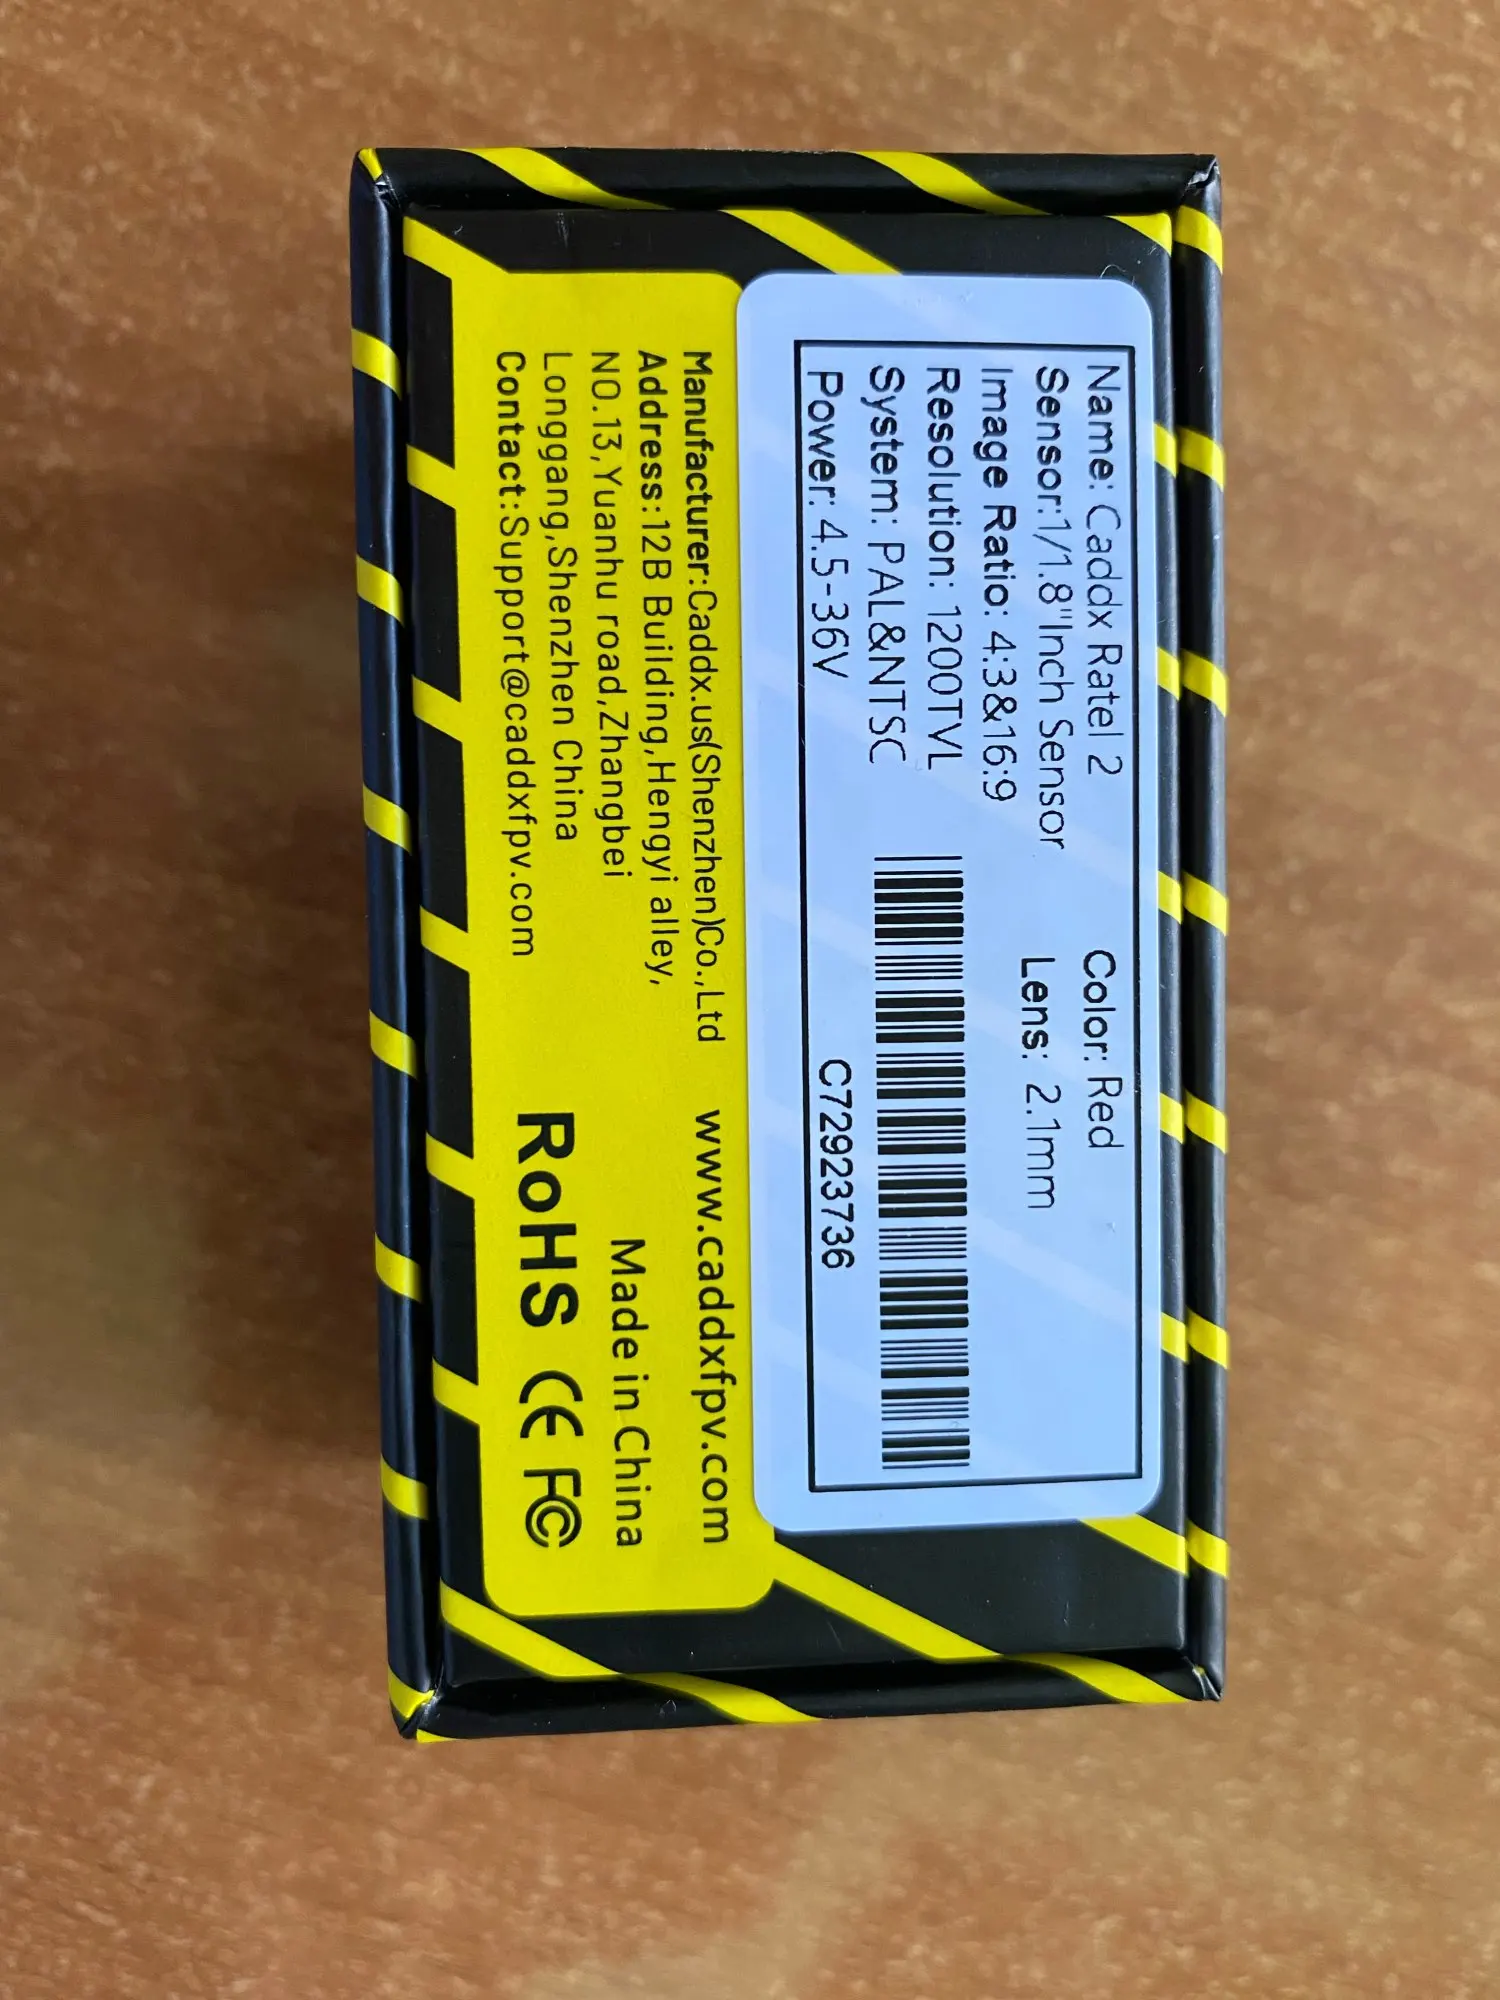 Name: Caddx Ratel 2 Color: Red
Sensor:1/1.8"Inch Sensor Lens: 2.1mm
Image Ratio: 4:3&16:9
Resolution: 1200TVL
System: PAL&NTSC
Power: 4.5-36V
C72923736
Manufacturer:Caddx.us(Shenzhen)Co.,Ltd
Address:12B Building,Hengyi alley,
NO.13,Yuanhu road,Zhangbei
Longgang,Shenzhen China
Contact:Support@caddxfpv.com
www.caddxfpv.com
Made in China
RoHS CE FC